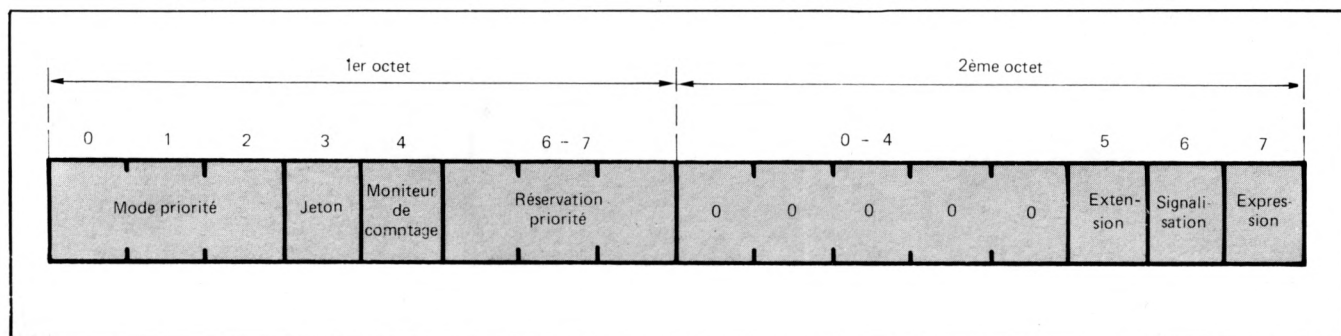 1er octet 2ème octet
0 1 2 3 4 6 - 7 0 - 4 5 6 7
Mode priorité
Jeton
Moniteur
de
comntage
Réservation
priorité
0 0 0 0 0
Exten-
sion
Signali-
sation
Expres-
sion